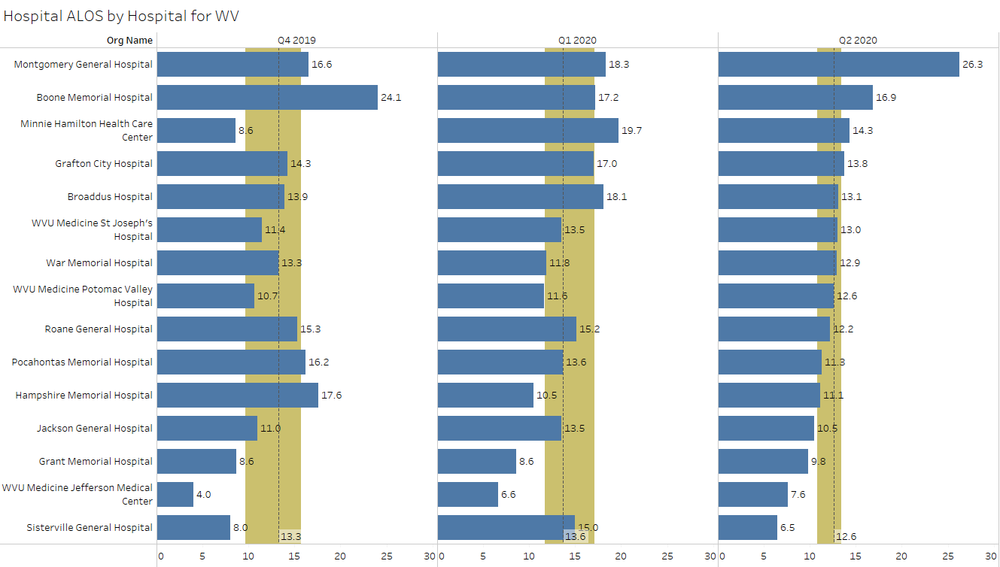 Hospital ALOS by Hospital for WV
Org Name Q4 2019 Q1 2020 Q2 2020
Montgomery General Hospital 16.6 18.3 26.3
Boone Memorial Hospital 24.1 17.2 16.9
Minnie Hamilton Health Care
Center 8.6 19.7 14.3
Grafton City Hospital 14.3 17.0 13.8
Broaddus Hospital 13.9 18.1 13.1
WVU Medicine St Joseph's
Hospital 11.4 13.5 13.0
War Memorial Hospital 13.3 11.8 12.9
WVU Medicine Potomac Valley
Hospital 10.7 11.6 12.6
Roane General Hospital 15.3 15.2 12.2
Pocahontas Memorial Hospital 16.2 13.6 11.3
Hampshire Memorial Hospital 17.6 10.5 11.1
Jackson General Hospital 11.0 13.5 10.5
Grant Memorial Hospital 8.6 8.6 9.8
WVU Medicine Jefferson Medical
Center 4.0 6.6 7.6
Sisterville General Hospital 8.0 15.0 6.5
13.3 13.6 12.6
0 5 10 15 20 25 30 0 5 10 15 20 25 30 0 5 10 15 20 25 30